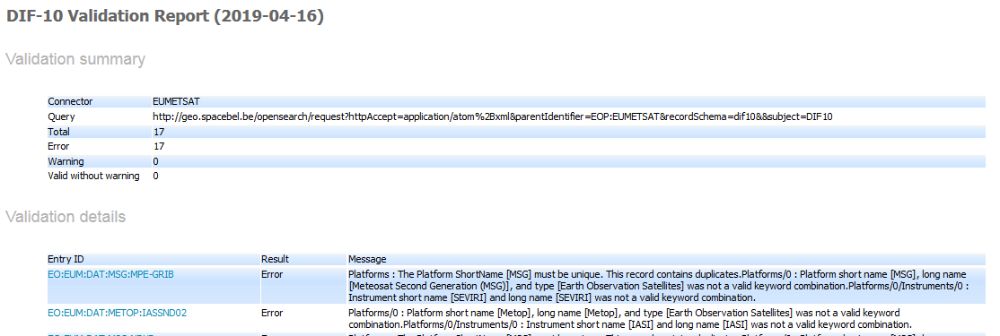 DIF-10 Validation Report (2019-04-16)
Validation summary
Connector EUMETSAT
Query http://geo.spacebel.be/opensearch/request?httpAccept=application/atom%2Bxml&parentIdentifier=EOP:EUMETSAT&recordSchema=dif10&&subject=DIF10
Total 17
Error 17
Warning 0
Valid without warning 0
Validation details
Entry ID Result Message
EO:EUM:DAT:MSG:MPE-GRIB Error Platforms : The Platform ShortName [MSG] must be unique. This record contains duplicates.Platforms/0 : Platform short name [MSG], long name
[Meteosat Second Generation (MSG)], and type [Earth Observation Satellites] was not a valid keyword combination.Platforms/0/Instruments/0 :
Instrument short name [SEVIRI] and long name [SEVIRI] was not a valid keyword combination.
EO:EUM:DAT:METOP:IASSND02 Error Platforms/0 : Platform short name [Metop], long name [Metop], and type [Earth Observation Satellites] was not a valid keyword
combination.Platforms/0/Instruments/0 : Instrument short name [IASI] and long name [IASI] was not a valid keyword combination.